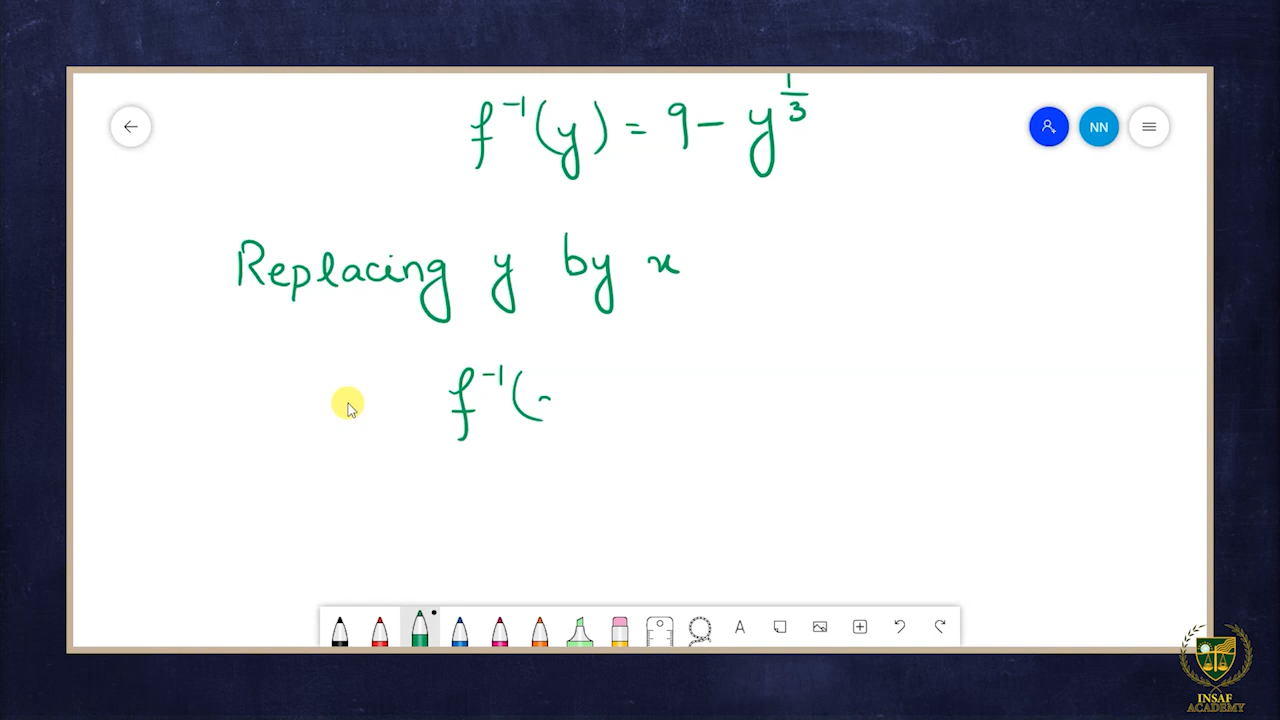 f⁻¹(y) = 9 - y^(1/3)
NN
Replacing y by x
f⁻¹(
A
INSAF
ACADEMY